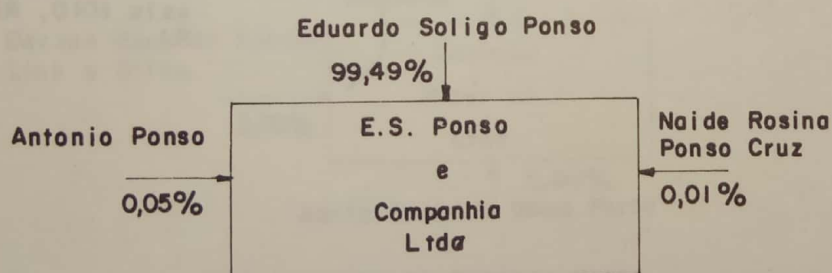 Eduardo Soligo Ponso
99,49%
Antonio Ponso
0,05%
E.S. Ponso
e
Companhia
Ltda
Naide Rosina
Ponso Cruz
0,01%